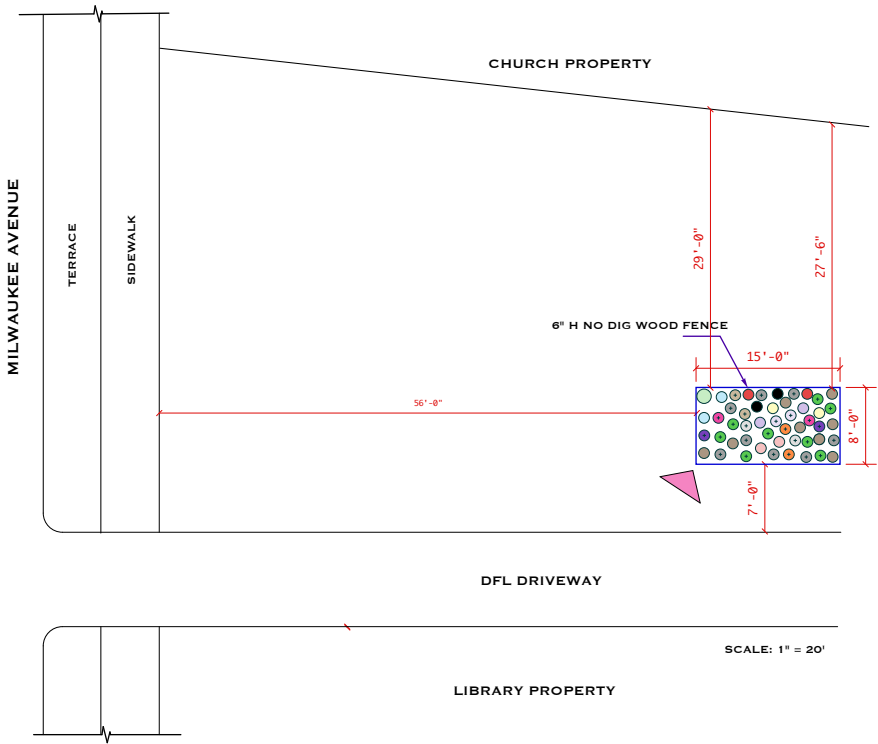 CHURCH PROPERTY
MILWAUKEE AVENUE
TERRACE
SIDEWALK
29'-0"
27'-6"
6" H NO DIG WOOD FENCE
15'-0"
56'-0"
8'-0"
7'-0"
DFL DRIVEWAY
SCALE: 1" = 20'
LIBRARY PROPERTY